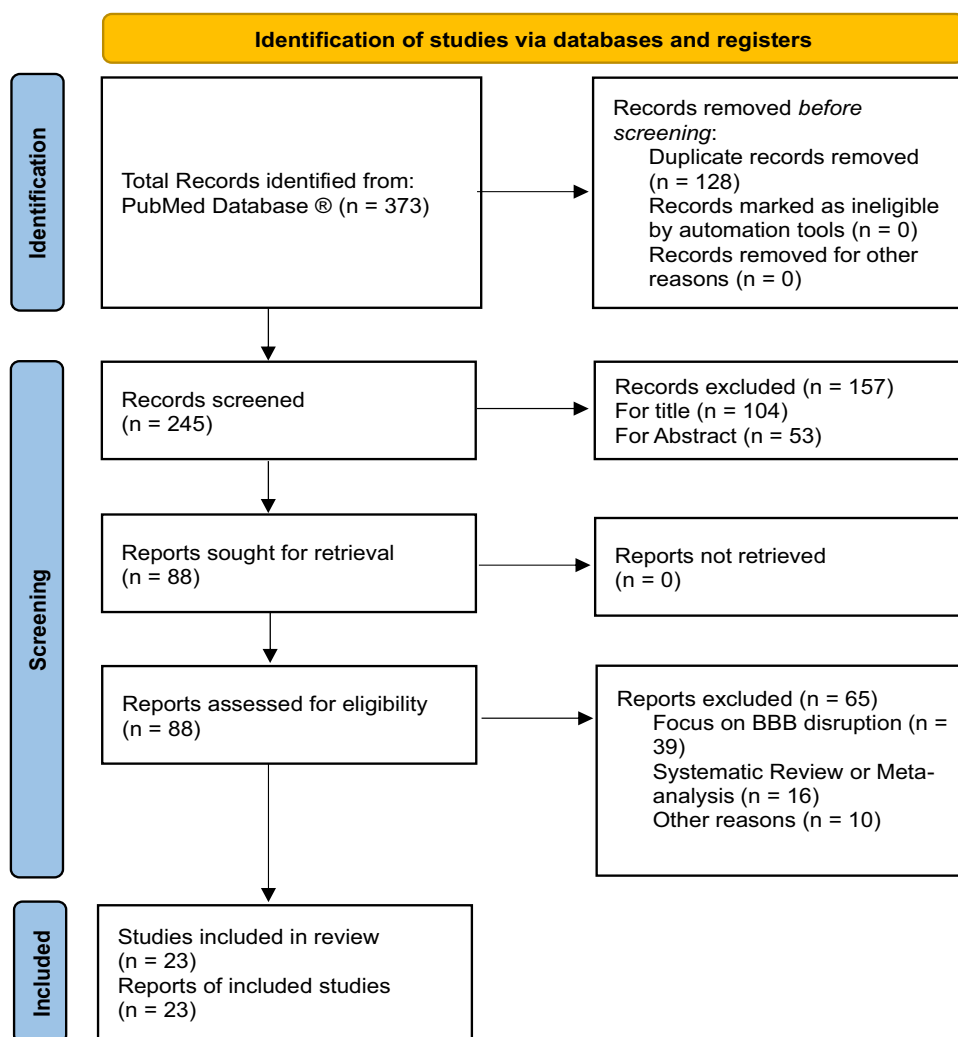 Identification of studies via databases and registers
Identification
Total Records identified from:
PubMed Database ® (n = 373)
Records removed before
screening:
Duplicate records removed
(n = 128)
Records marked as ineligible
by automation tools (n = 0)
Records removed for other
reasons (n = 0)
Screening
Records screened
(n = 245)
Records excluded (n = 157)
For title (n = 104)
For Abstract (n = 53)
Reports sought for retrieval
(n = 88)
Reports not retrieved
(n = 0)
Reports assessed for eligibility
(n = 88)
Reports excluded (n = 65)
Focus on BBB disruption (n =
39)
Systematic Review or Meta-
analysis (n = 16)
Other reasons (n = 10)
Included
Studies included in review
(n = 23)
Reports of included studies
(n = 23)